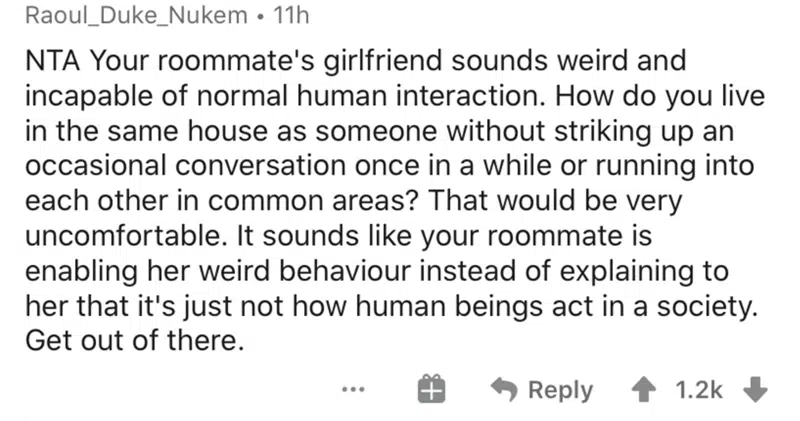 Raoul_Duke_Nukem • 11h
NTA Your roommate's girlfriend sounds weird and
incapable of normal human interaction. How do you live
in the same house as someone without striking up an
occasional conversation once in a while or running into
each other in common areas? That would be very
uncomfortable. It sounds like your roommate is
enabling her weird behaviour instead of explaining to
her that it's just not how human beings act in a society.
Get out of there.
... Reply 1.2k